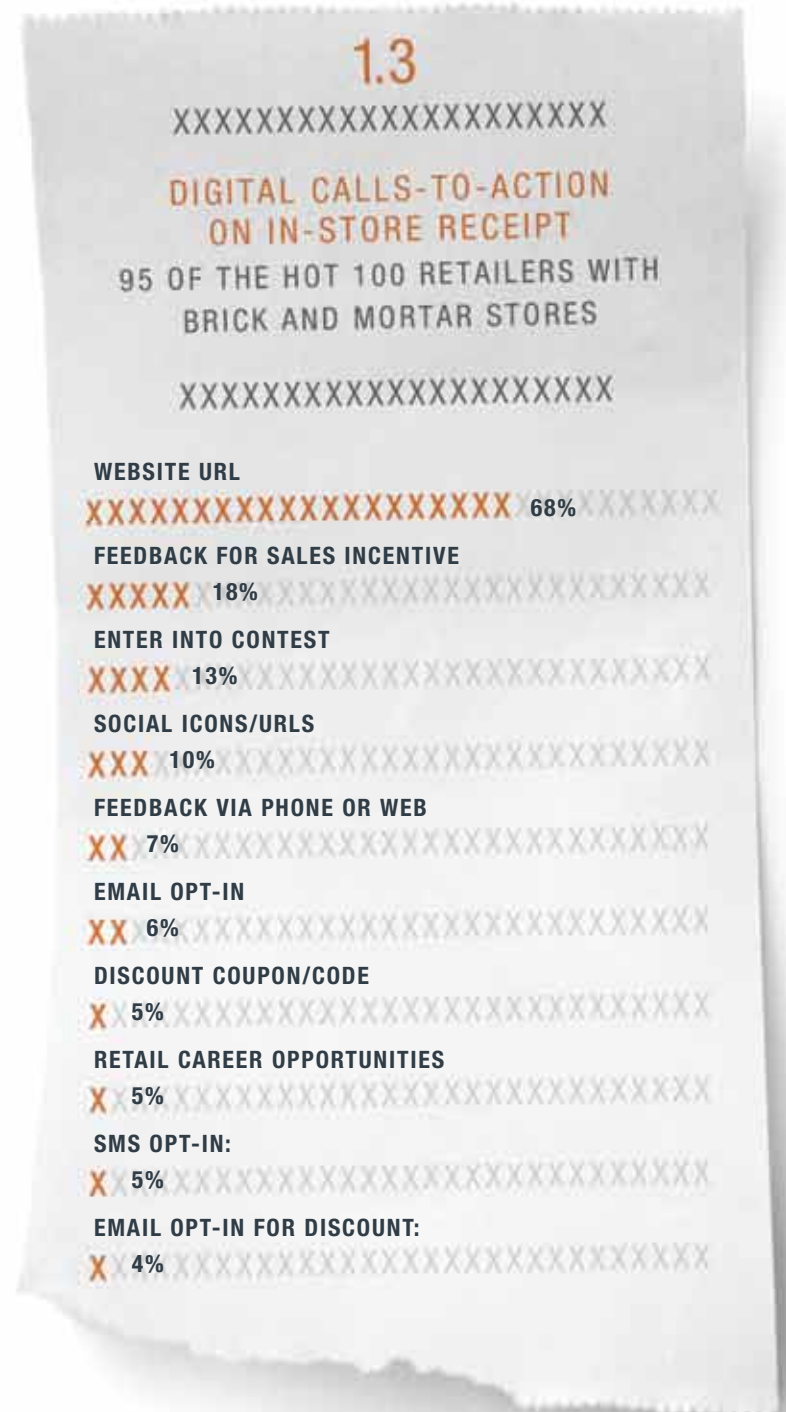 1.3
XXXXXXXXXXXXXXXXXXXXX
DIGITAL CALLS-TO-ACTION
ON IN-STORE RECEIPT
95 OF THE HOT 100 RETAILERS WITH
BRICK AND MORTAR STORES
XXXXXXXXXXXXXXXXXXXXX
WEBSITE URL
XXXXXXXXXXXXXXXXXXXX 68%
FEEDBACK FOR SALES INCENTIVE
XXXXX 18%
ENTER INTO CONTEST
XXXX 13%
SOCIAL ICONS/URLS
XXX 10%
FEEDBACK VIA PHONE OR WEB
XX 7%
EMAIL OPT-IN
XX 6%
DISCOUNT COUPON/CODE
X 5%
RETAIL CAREER OPPORTUNITIES
X 5%
SMS OPT-IN:
X 5%
EMAIL OPT-IN FOR DISCOUNT:
X 4%